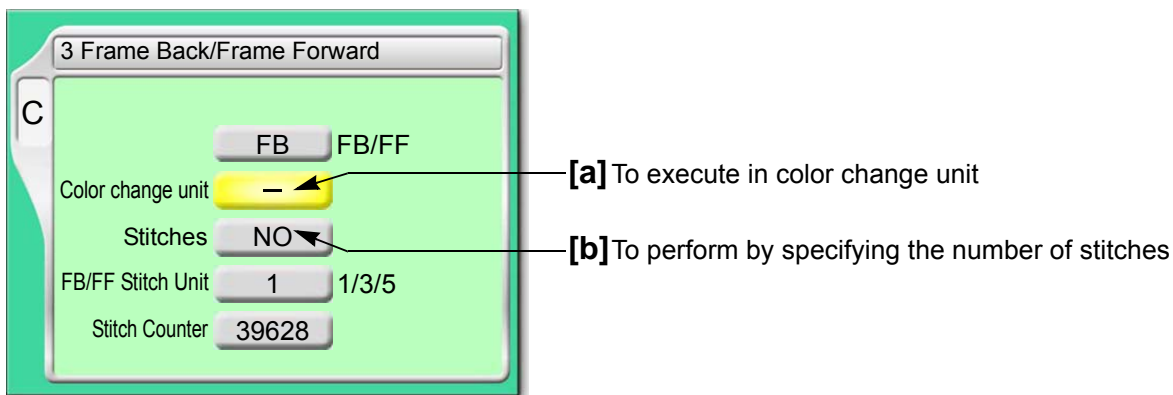 3 Frame Back/Frame Forward
C
FB FB/FF
Color change unit –
[a] To execute in color change unit
Stitches NO
[b] To perform by specifying the number of stitches
FB/FF Stitch Unit 1 1/3/5
Stitch Counter 39628